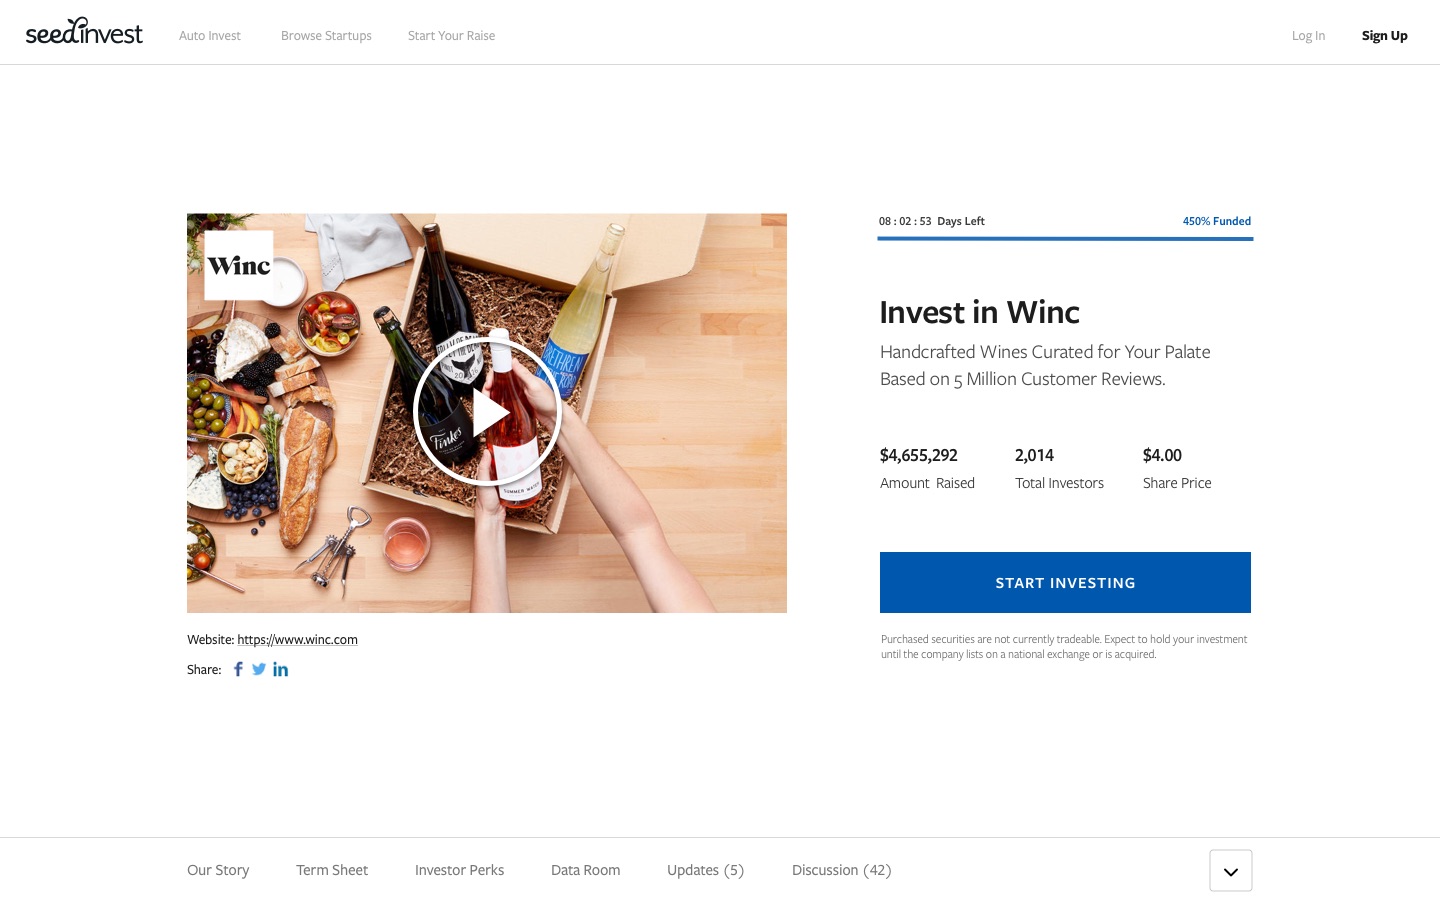 seedinvest
Auto Invest
Browse Startups
Start Your Raise
Log In
Sign Up
Winc
Finkes
SUMMER WATER
08 : 02 : 53 Days Left
450% Funded
Invest in Winc
Handcrafted Wines Curated for Your Palate
Based on 5 Million Customer Reviews.
$4,655,292
Amount Raised
2,014
Total Investors
$4.00
Share Price
START INVESTING
Purchased securities are not currently tradeable. Expect to hold your investment
until the company lists on a national exchange or is acquired.
Website: https://www.winc.com
Share:
Our Story
Term Sheet
Investor Perks
Data Room
Updates (5)
Discussion (42)